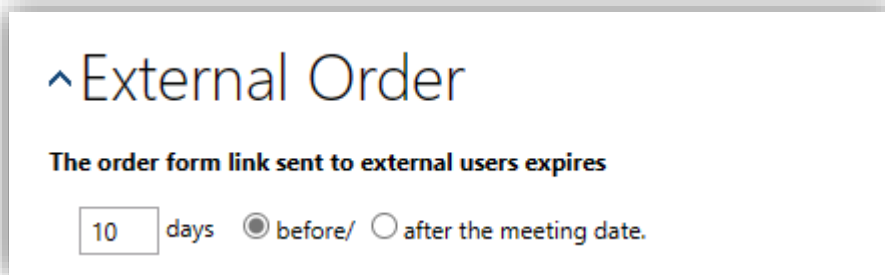 External Order
The order form link sent to external users expires
10 days before/ after the meeting date.